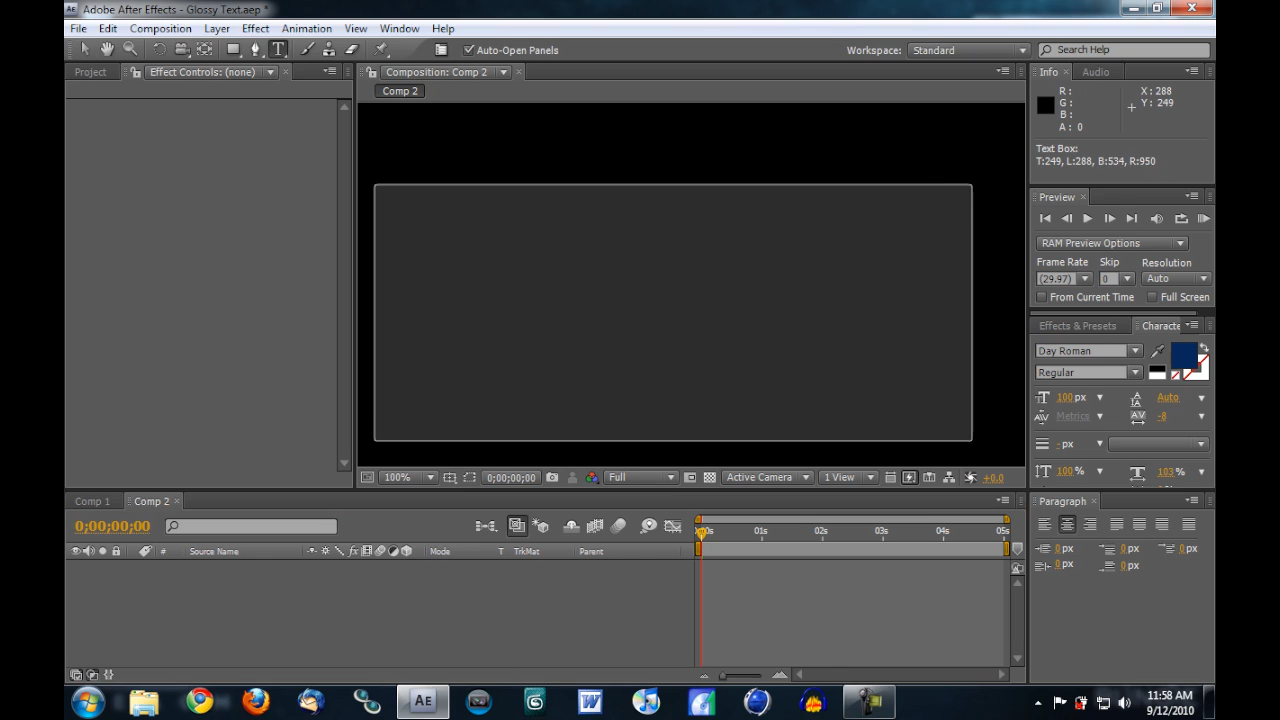 AE Adobe After Effects - Glossy Text.aep *
File Edit Composition Layer Effect Animation View Window Help
T Auto-Open Panels Workspace: Standard Search Help
Project Effect Controls: (none) Composition: Comp 2 Info Audio
Comp 2
R : X : 288
G : Y : 249
B :
A : 0
Text Box:
T:249, L:288, B:534, R:950
Preview
RAM Preview Options
Frame Rate Skip Resolution
(29.97) 0 Auto
From Current Time Full Screen
Effects & Presets Characte
Day Roman
Regular
100 px Auto
Metrics -8
- px
100 % 103 %
100% 0;00;00;00 Full Active Camera 1 View +0.0
Comp 1 Comp 2 Paragraph
0;00;00;00
01s 02s 03s 04s 05s
# Source Name fx Mode T TrkMat Parent
0 px 0 px 0 px
0 px 0 px
AE W 11:58 AM
9/12/2010